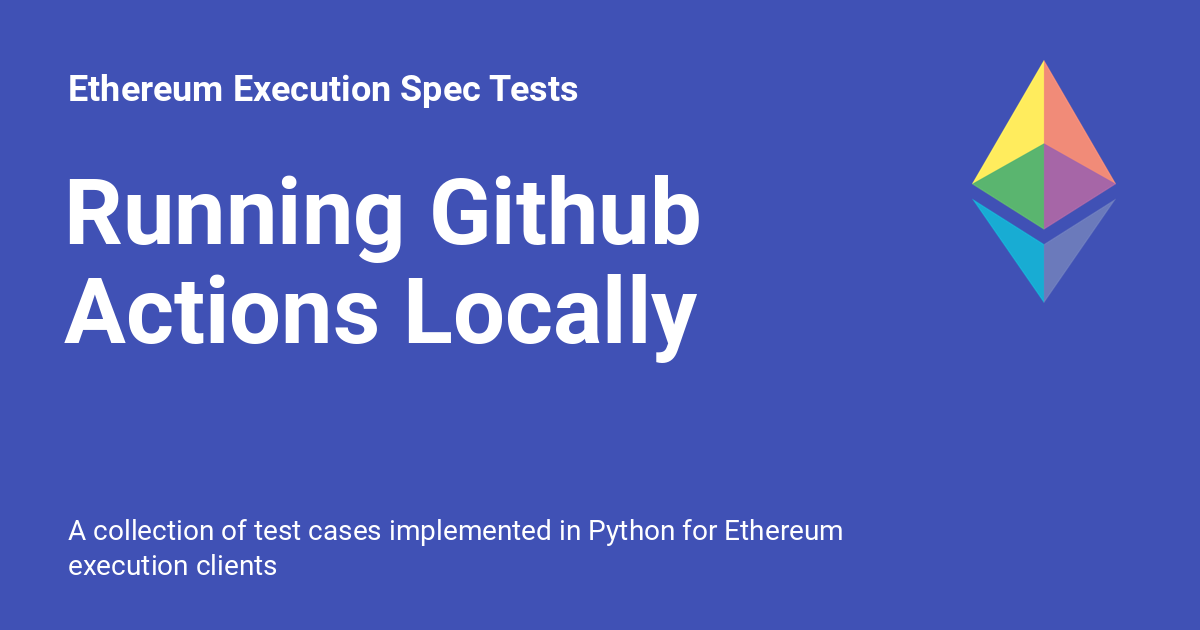 Ethereum Execution Spec Tests
Running Github
Actions Locally
A collection of test cases implemented in Python for Ethereum
execution clients